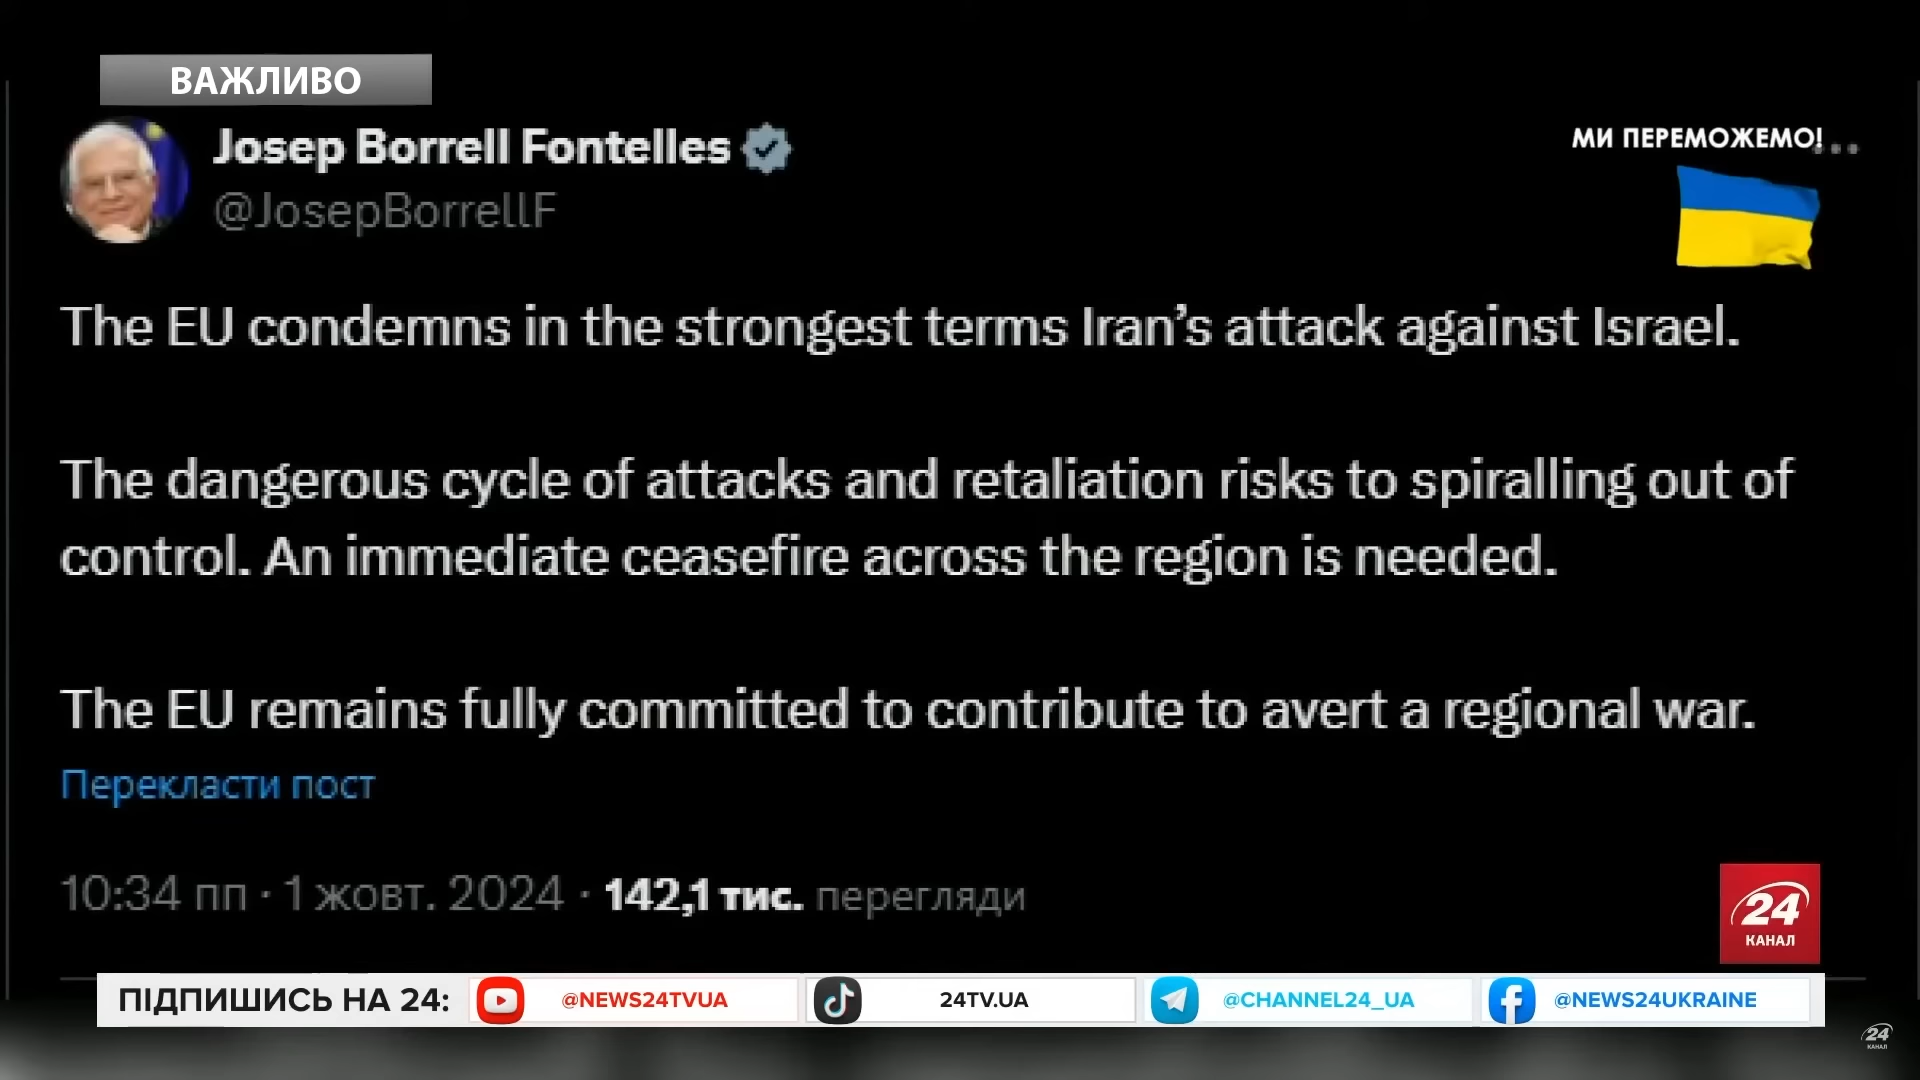 ВАЖЛИВО
Josep Borrell Fontelles
@JosepBorrellF
МИ ПЕРЕМОЖЕМО!
The EU condemns in the strongest terms Iran’s attack against Israel.
The dangerous cycle of attacks and retaliation risks to spiralling out of
control. An immediate ceasefire across the region is needed.
The EU remains fully committed to contribute to avert a regional war.
Перекласти пост
10:34 пп · 1 жовт. 2024 · 142,1 тис. перегляди
24
КАНАЛ
ПІДПИШИСЬ НА 24: @NEWS24TVUA 24TV.UA @CHANNEL24_UA @NEWS24UKRAINE
24
КАНАЛ